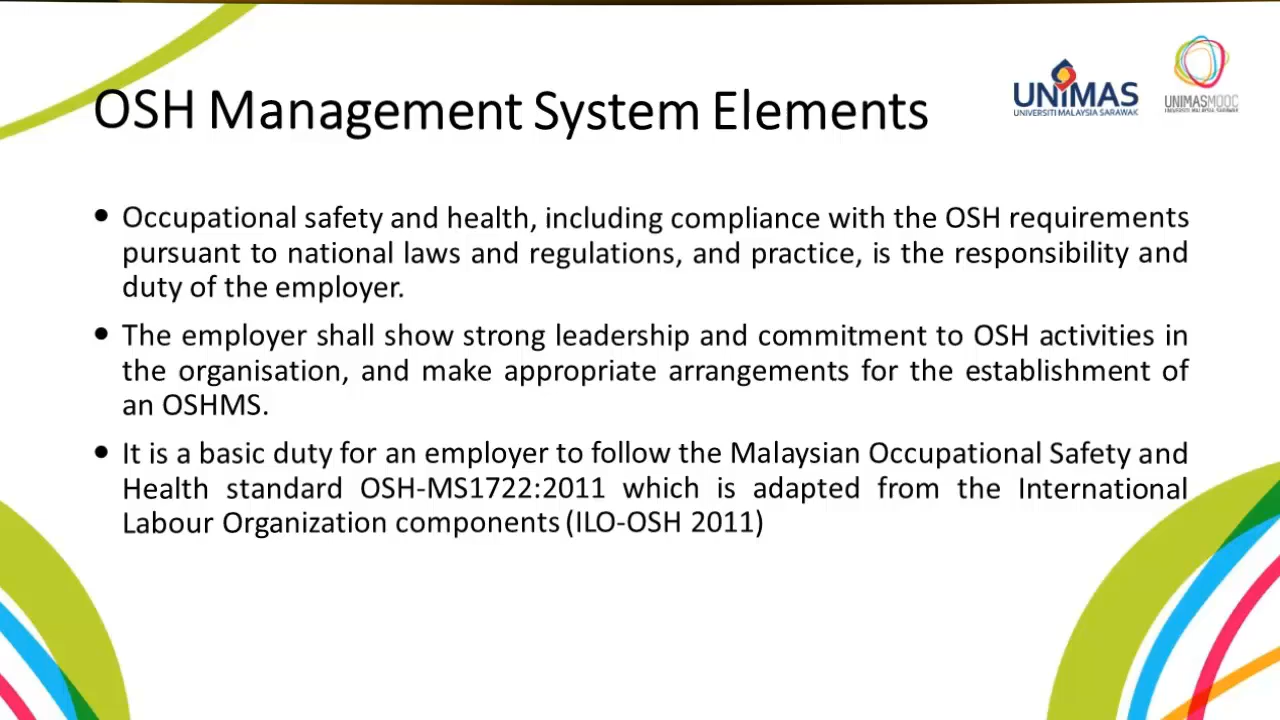 OSH Management System Elements
UNIMAS
UNIVERSITI MALAYSIA SARAWAK
UNIMASMOOC
UNIVERSITI MALAYSIA SARAWAK
• Occupational safety and health, including compliance with the OSH requirements
pursuant to national laws and regulations, and practice, is the responsibility and
duty of the employer.
• The employer shall show strong leadership and commitment to OSH activities in
the organisation, and make appropriate arrangements for the establishment of
an OSHMS.
• It is a basic duty for an employer to follow the Malaysian Occupational Safety and
Health standard OSH-MS1722:2011 which is adapted from the International
Labour Organization components (ILO-OSH 2011)